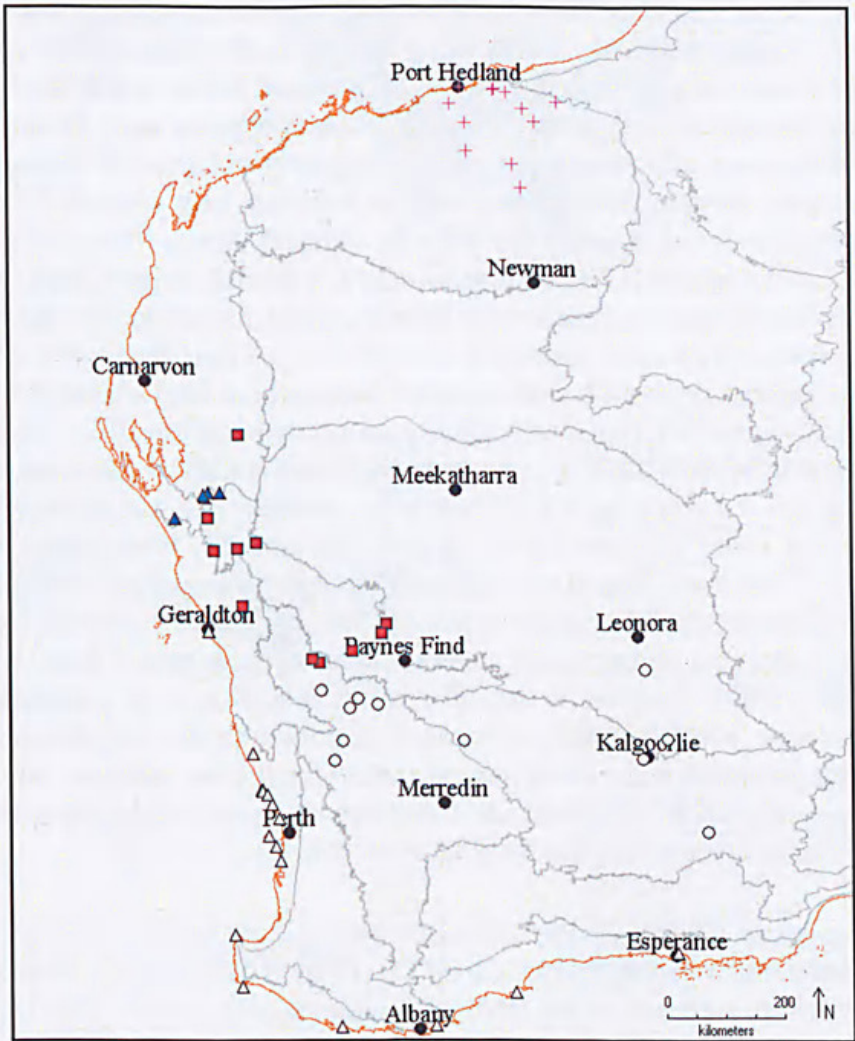 Port Hedland
Newman
Carnarvon
Meekatharra
Geraldton
Leonora
Paynes Find
Kalgoorlie
Merredin
Perth
Esperance
0 200
N
Albany
kilometers